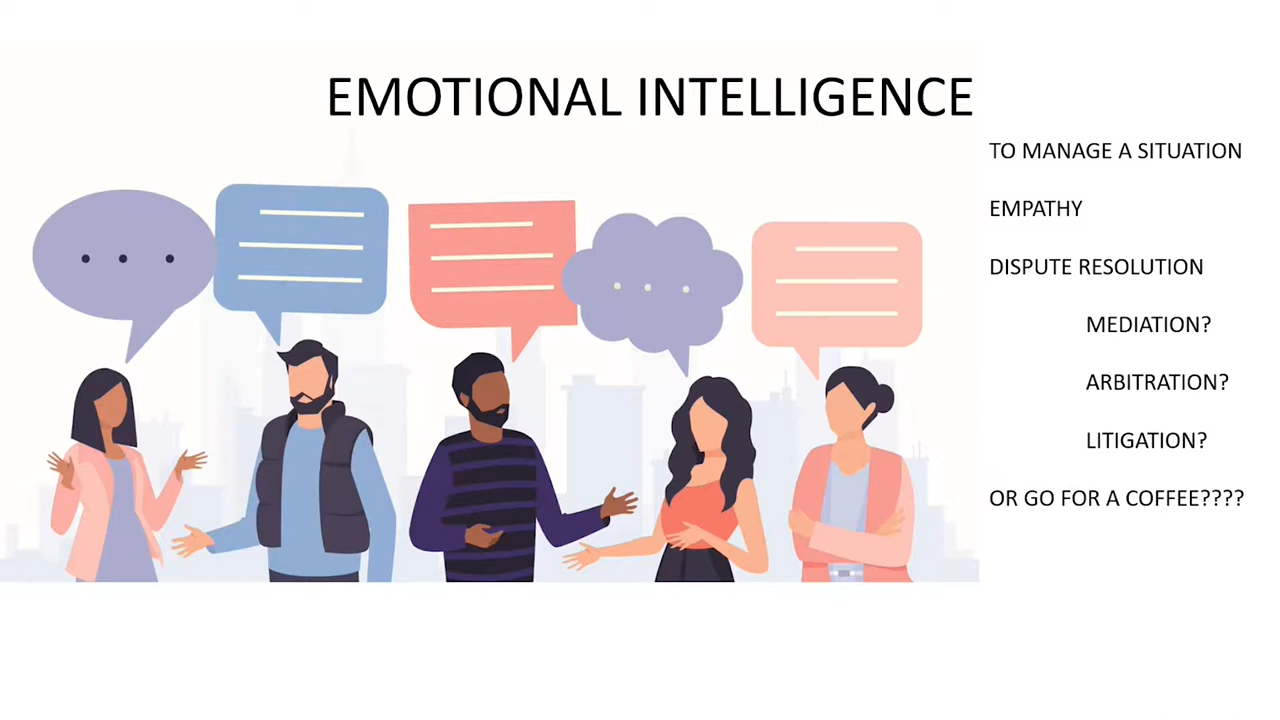 EMOTIONAL INTELLIGENCE
TO MANAGE A SITUATION
EMPATHY
DISPUTE RESOLUTION
MEDIATION?
ARBITRATION?
LITIGATION?
OR GO FOR A COFFEE????